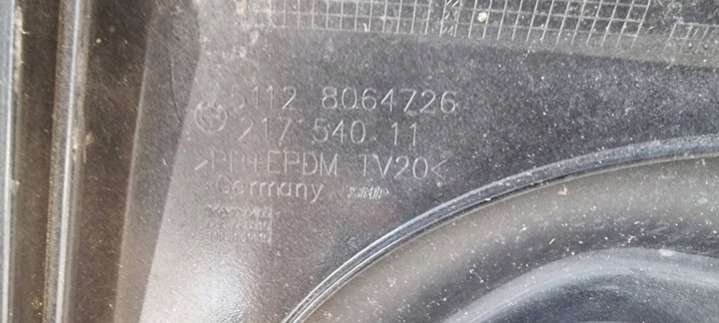 5112 8064726
217 540 11
>PP+EPDM TV20<
Germany